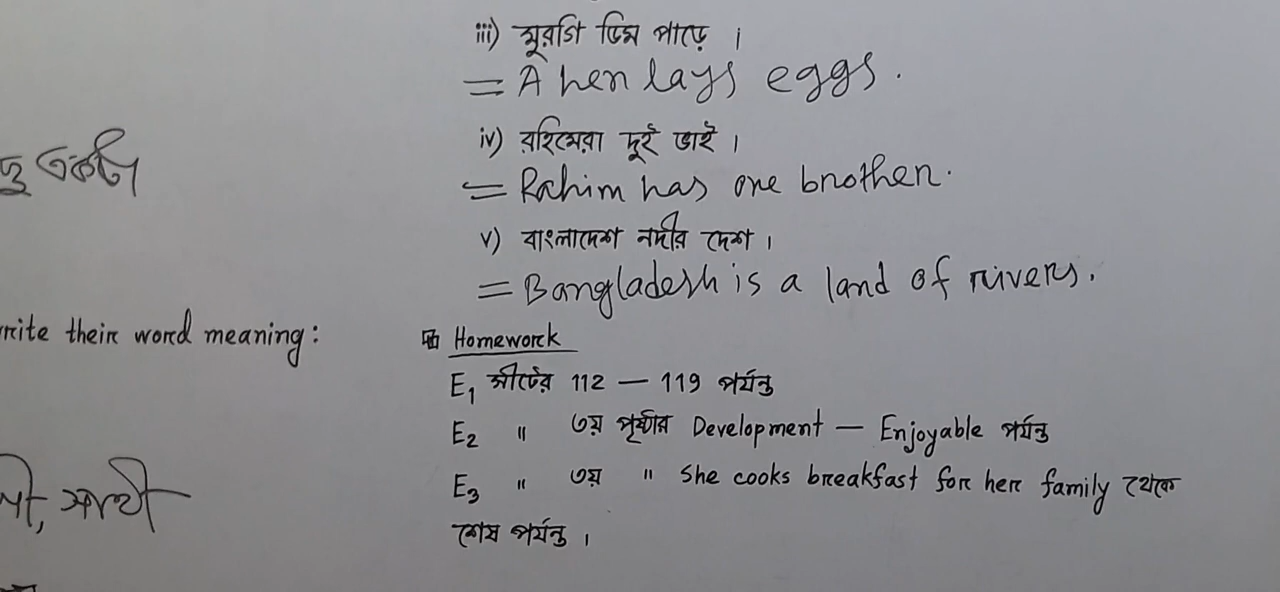 iii) মুরগি ডিম পাড়ে ।
= A hen lays eggs.
iv) রহিমেরা দুই ভাই ।
= Rahim has one brother.
v) বাংলাদেশ নদীর দেশ ।
= Bangladesh is a land of rivers.
rite their word meaning:
Homework
E1 সীটের 112 — 119 পর্যন্ত
E2 " ৩য় পৃষ্ঠার Development — Enjoyable পর্যন্ত
E3 " ৩য় " She cooks breakfast for her family থেকে
শেষ পর্যন্ত ।